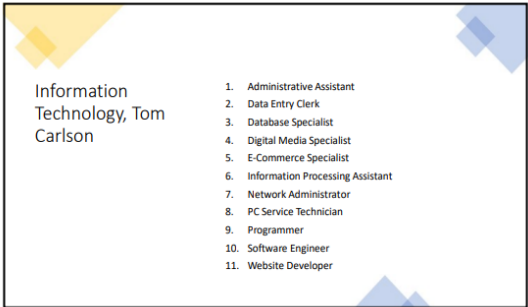 Information
Technology, Tom
Carlson
1. Administrative Assistant
2. Data Entry Clerk
3. Database Specialist
4. Digital Media Specialist
5. E-Commerce Specialist
6. Information Processing Assistant
7. Network Administrator
8. PC Service Technician
9. Programmer
10. Software Engineer
11. Website Developer